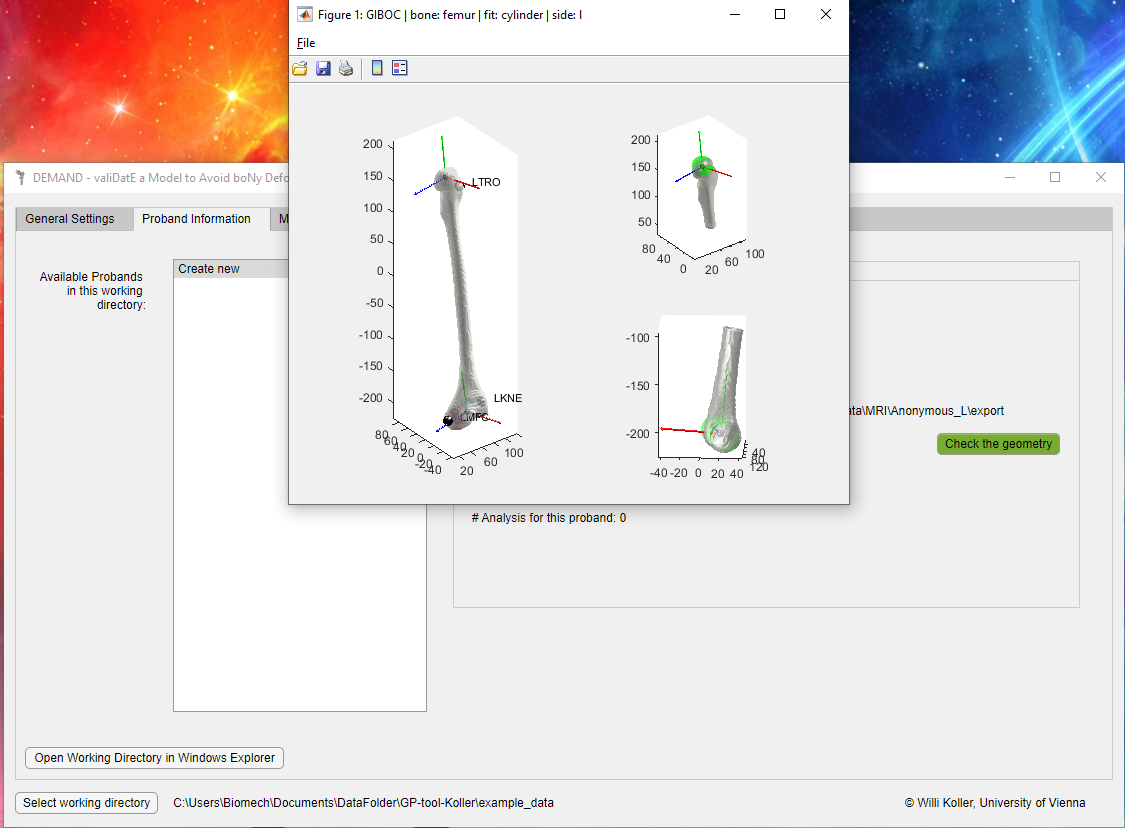 Figure 1: GIBOC | bone: femur | fit: cylinder | side: l
File
200
150
100
50
0
-50
-100
-150
-200
LTRO
LKNE
LMFC
80
60
40
20
0
-20
-40
20
60
100
200
150
100
50
80
40
0
20
60
100
-100
-150
-200
-40 -20 0 20 40
40
80
120
DEMAND - valiDatE a Model to Avoid boNy Defo
General Settings
Proband Information
M
Available Probands
in this working
directory:
Create new
ata\MRI\Anonymous_L\export
Check the geometry
# Analysis for this proband: 0
Open Working Directory in Windows Explorer
Select working directory
C:\Users\Biomech\Documents\DataFolder\GP-tool-Koller\example_data
© Willi Koller, University of Vienna